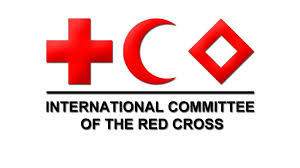 INTERNATIONAL COMMITTEE
OF THE RED CROSS